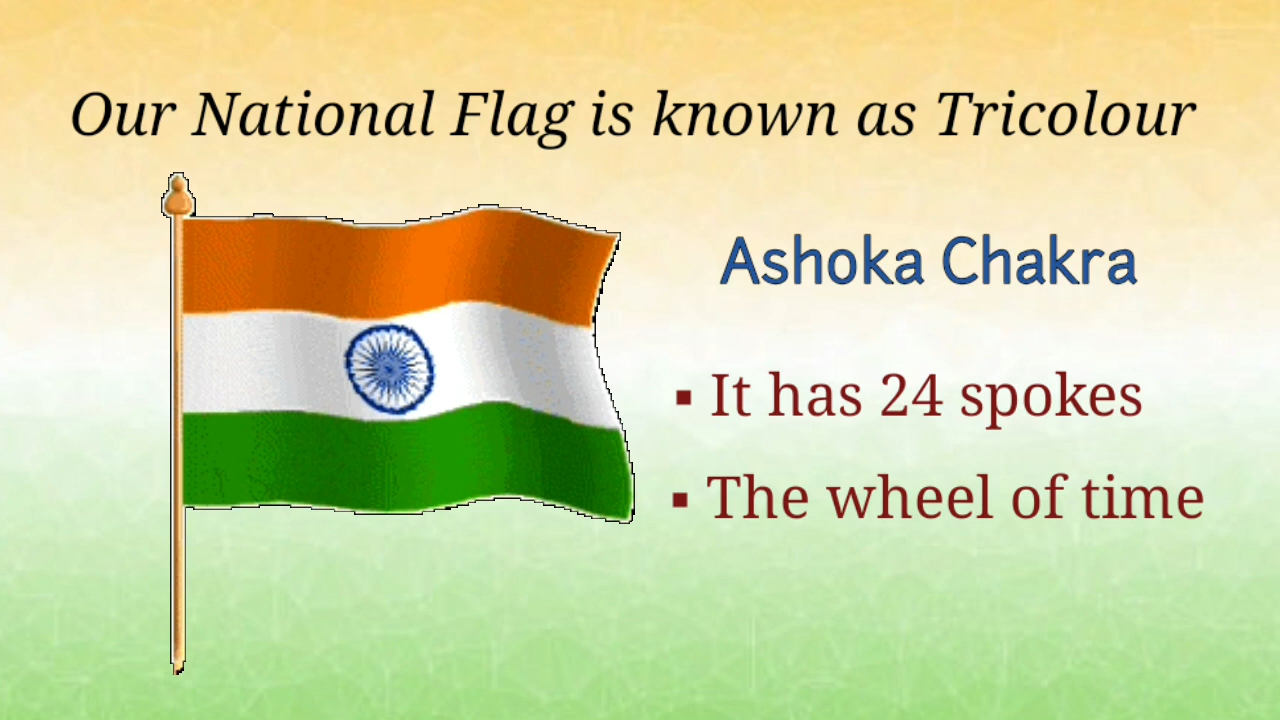 Our National Flag is known as Tricolour
Ashoka Chakra
▪ It has 24 spokes
▪ The wheel of time